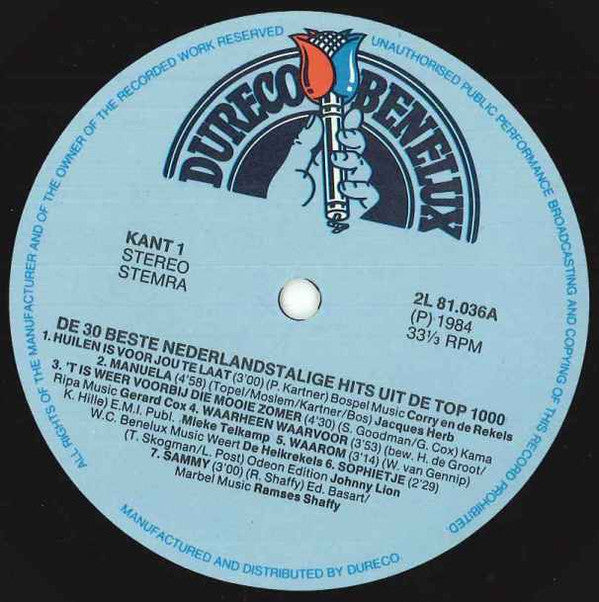 ALL RIGHTS OF THE MANUFACTURER AND OF THE OWNER OF THE RECORDED WORK RESERVED
UNAUTHORISED PUBLIC PERFORMANCE BROADCASTING AND COPYING OF THIS RECORD PROHIBITED.
DURECO BENELUX
KANT 1
STEREO
STEMRA
2L 81.036A
(P) 1984
33⅓ RPM
DE 30 BESTE NEDERLANDSTALIGE HITS UIT DE TOP 1000
1. HUILEN IS VOOR JOU TE LAAT (3'00) (P. Kartner) Bospel Music Corry en de Rekels
2. MANUELA (4'58) (Topel/Moslem/Kartner/Bos) Jacques Herb
3. 'T IS WEER VOORBIJ DIE MOOIE ZOMER (4'30) (S. Goodman/G. Cox) Kama
Ripa Music Gerard Cox 4. WAARHEEN WAARVOOR (3'53) (bew. H. de Groot/
K. Hille) E.M.I. Publ. Mieke Telkamp 5. WAAROM (3'14) (W. van Gennip)
W.C. Benelux Music Weert De Heikrekels 6. SOPHIETJE (2'29)
(T. Skogman/L. Post) Odeon Edition Johnny Lion
7. SAMMY (3'00) (R. Shaffy) Ed. Basart/
Marbel Music Ramses Shaffy
MANUFACTURED AND DISTRIBUTED BY DURECO.